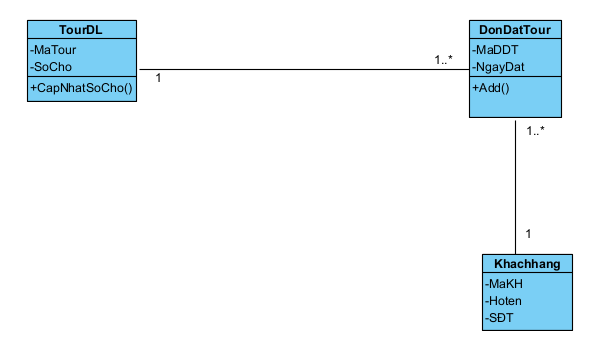 TourDL
-MaTour
-SoCho
+CapNhatSoCho()
1
1..*
DonDatTour
-MaDDT
-NgayDat
+Add()
1..*
1
Khachhang
-MaKH
-Hoten
-SĐT